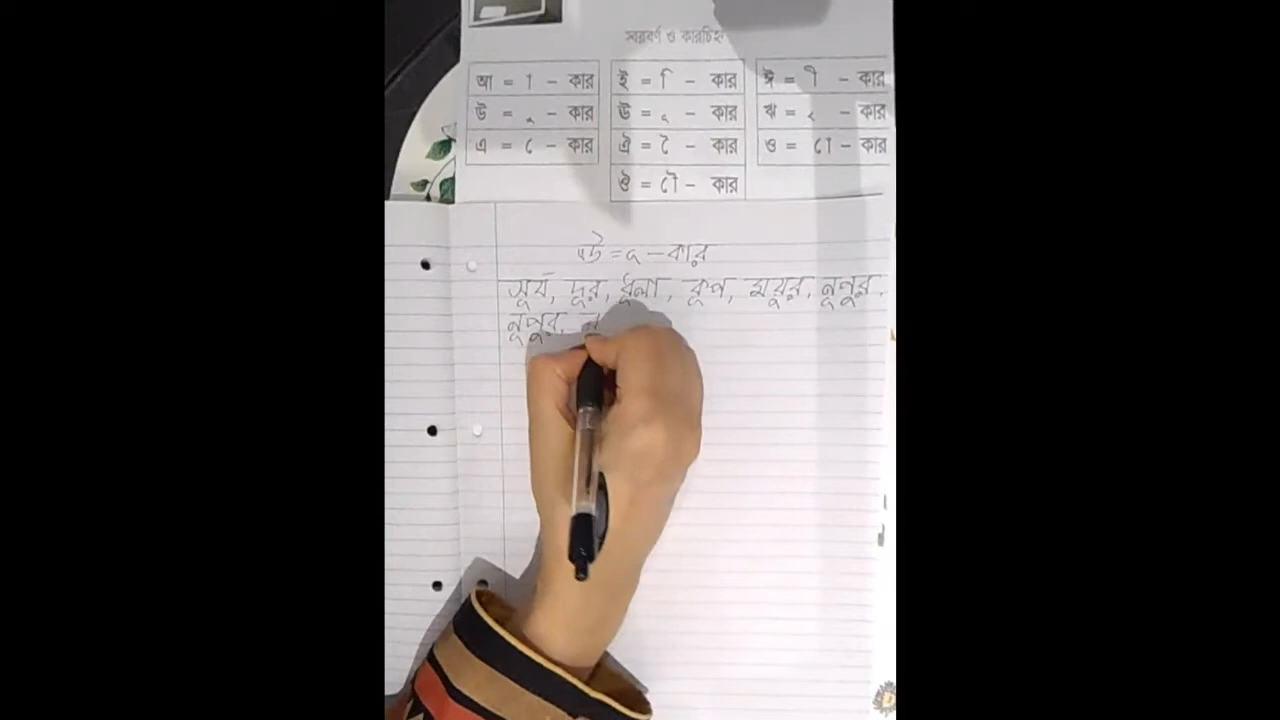 স্বরবর্ণ ও কারচিহ্ন
আ = া - কার
ই = ি - কার
ঈ = ী - কার
উ = ু - কার
ঊ = ূ - কার
ঋ = ৃ - কার
এ = ে - কার
ঐ = ৈ - কার
ও = ো - কার
ঔ = ৌ - কার
ঊ = ূ - কার
সূর্য, দূর, ধূলা, কূপ, ময়ূর, নূপুর,
নূপুর, নূ